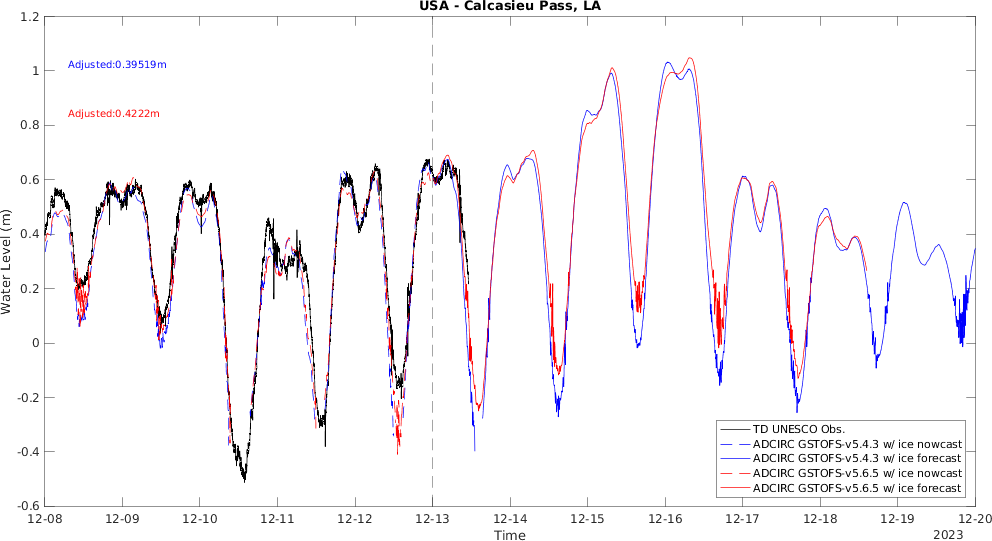 USA - Calcasieu Pass, LA
1.2
1
0.8
0.6
0.4
0.2
0
-0.2
-0.4
-0.6
Water Level (m)
Adjusted:0.39519m
Adjusted:0.4222m
TD UNESCO Obs.
ADCIRC GSTOFS-v5.4.3 w/ ice nowcast
ADCIRC GSTOFS-v5.4.3 w/ ice forecast
ADCIRC GSTOFS-v5.6.5 w/ ice nowcast
ADCIRC GSTOFS-v5.6.5 w/ ice forecast
12-08 12-09 12-10 12-11 12-12 12-13 12-14 12-15 12-16 12-17 12-18 12-19 12-20
Time
2023